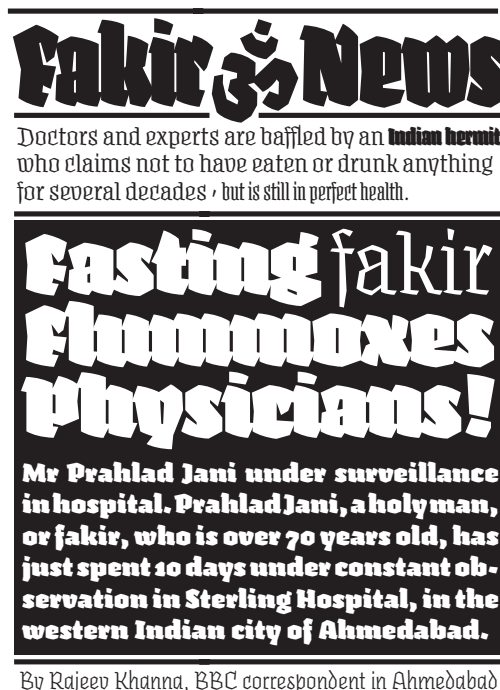 Fakir ॐ News
Doctors and experts are baffled by an Indian hermit
who claims not to have eaten or drunk anything
for several decades , but is still in perfect health.
Fasting fakir
flummoxes
Physicians!
Mr Prahlad Jani under surveillance
in hospital. Prahlad Jani, a holy man,
or fakir, who is over 70 years old, has
just spent 10 days under constant ob-
servation in Sterling Hospital, in the
western Indian city of Ahmedabad.
By Rajeev Khanna, BBC correspondent in Ahmedabad